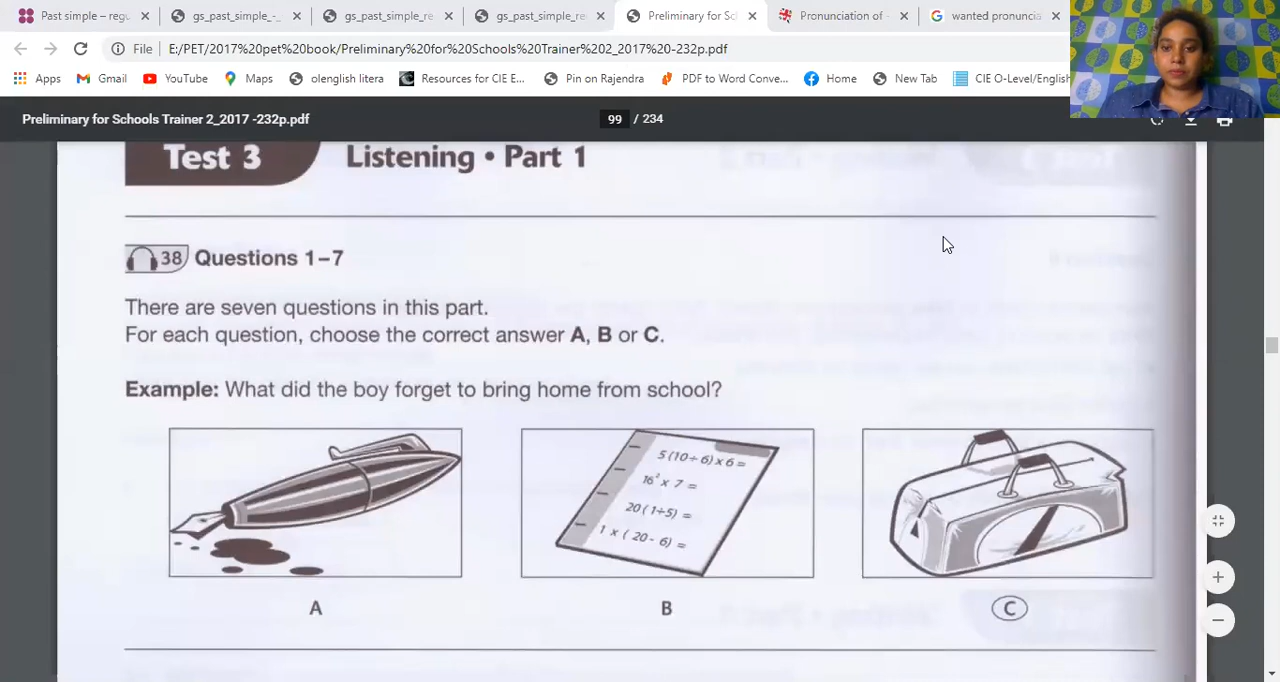 Past simple – regu
gs_past_simple_-_
gs_past_simple_re
gs_past_simple_re
Preliminary for Sc
Pronunciation of
wanted pronuncia
File
E:/PET/2017%20pet%20book/Preliminary%20for%20Schools%20Trainer%202_2017%20-232p.pdf
Apps
Gmail
YouTube
Maps
olenglish litera
Resources for CIE E...
Pin on Rajendra
PDF to Word Conve...
Home
New Tab
CIE O-Level/English
Preliminary for Schools Trainer 2_2017 -232p.pdf
99 / 234
Test 3 Listening • Part 1
38 Questions 1–7
There are seven questions in this part.
For each question, choose the correct answer A, B or C.
Example: What did the boy forget to bring home from school?
5(10÷6)×6=
16² × 7 =
20(1÷5) =
1 × (20-6) =
A
B
C